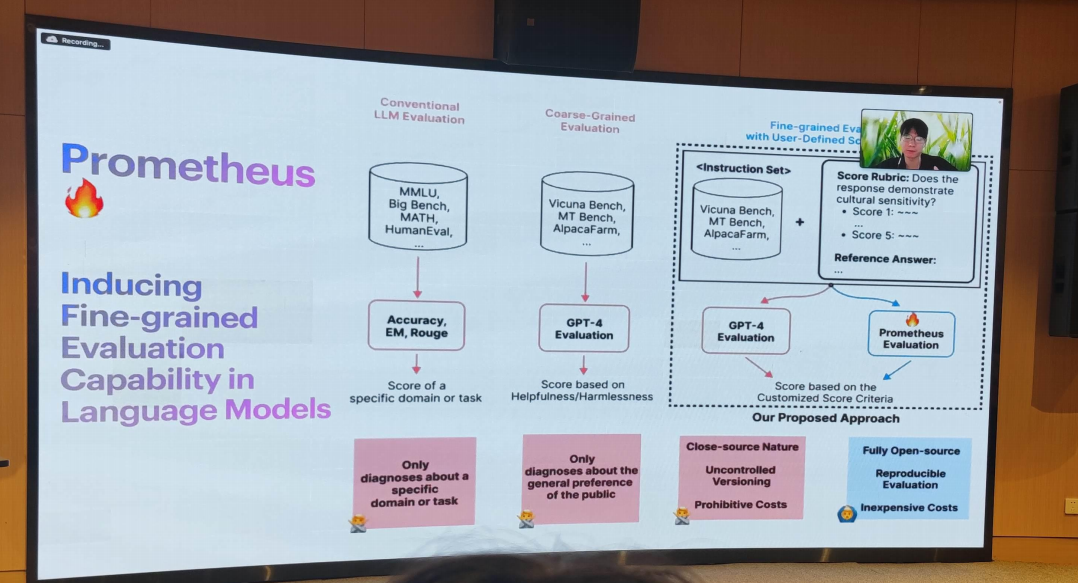 Recording...
Prometheus
Inducing
Fine-grained
Evaluation
Capability in
Language Models
Conventional
LLM Evaluation
MMLU,
Big Bench,
MATH,
HumanEval,
...
Accuracy,
EM, Rouge
Score of a
specific domain or task
Only
diagnoses about a
specific
domain or task
Coarse-Grained
Evaluation
Vicuna Bench,
MT Bench,
AlpacaFarm,
...
GPT-4
Evaluation
Score based on
Helpfulness/Harmlessness
Only
diagnoses about the
general preference
of the public
Fine-grained
with User-Defined
<Instruction Set>
Vicuna Bench,
MT Bench,
AlpacaFarm,
...
+
Score Rubric: Does the
response demonstrate
cultural sensitivity?
• Score 1: ~~~
...
• Score 5: ~~~
Reference Answer:
...
GPT-4
Evaluation
Prometheus
Evaluation
Score based on the
Customized Score Criteria
Our Proposed Approach
Close-source Nature
Uncontrolled
Versioning
Prohibitive Costs
Fully Open-source
Reproducible
Evaluation
Inexpensive Costs